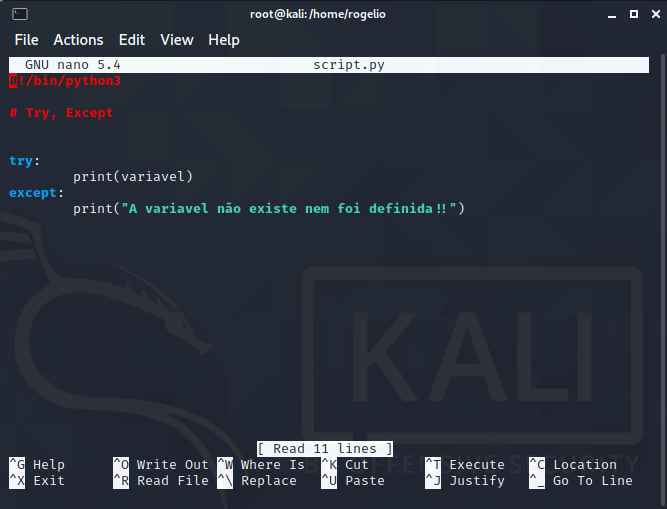 root@kali:/home/rogelio
File Actions Edit View Help
GNU nano 5.4 script.py
#!/bin/python3
# Try, Except
try:
print(variavel)
except:
print("A variavel não existe nem foi definida!!")
KALI
[ Read 11 lines ]
^G Help ^O Write Out ^W Where Is ^K Cut ^T Execute ^C Location
^X Exit ^R Read File ^\ Replace ^U Paste ^J Justify ^_ Go To Line